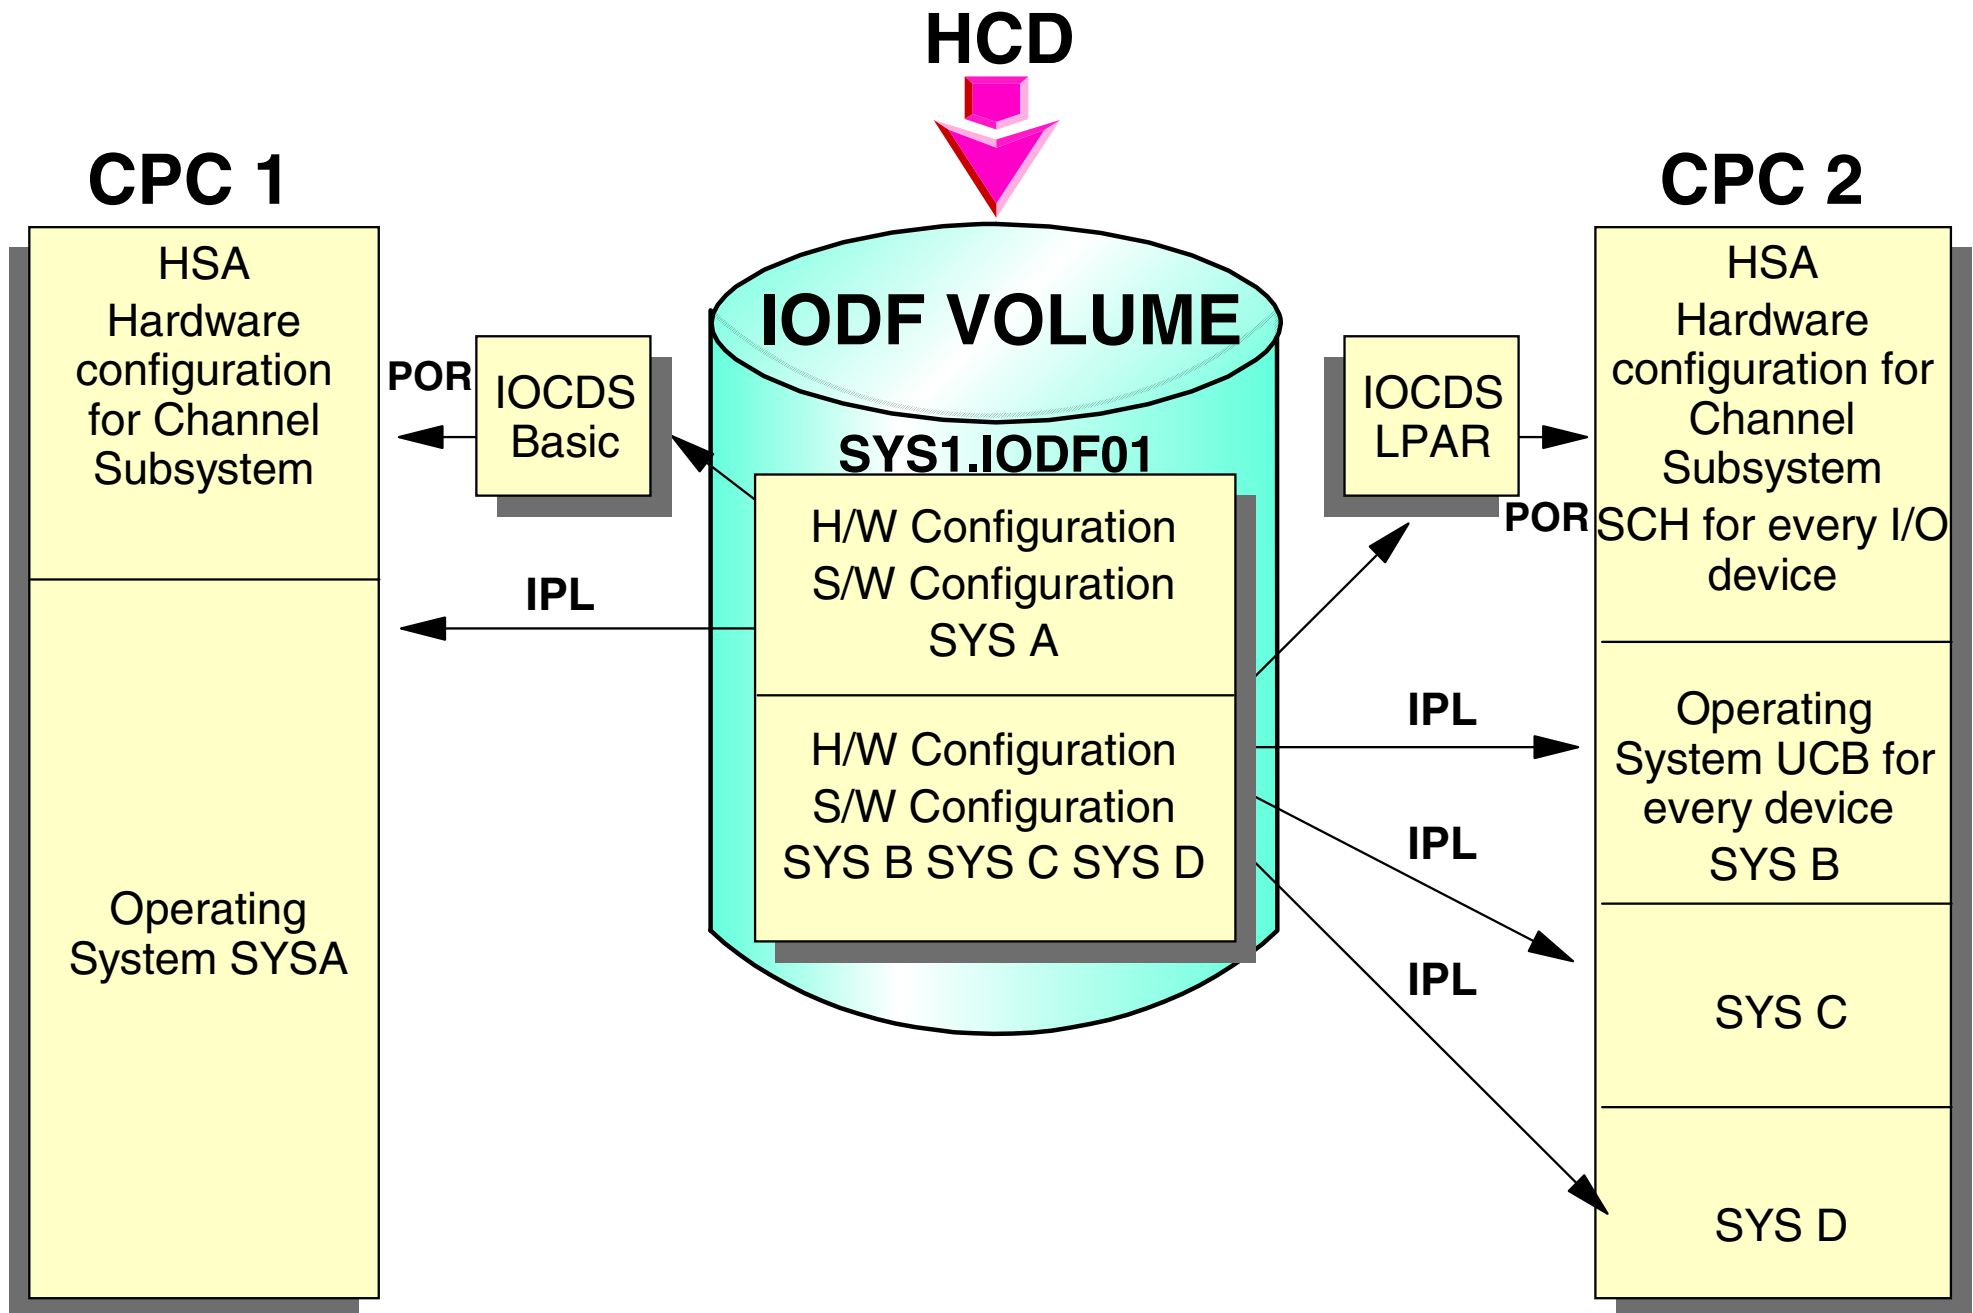 HCD
CPC 1
HSA
Hardware
configuration
for Channel
Subsystem
Operating
System SYSA
POR
IOCDS
Basic
IPL
IODF VOLUME
SYS1.IODF01
H/W Configuration
S/W Configuration
SYS A
H/W Configuration
S/W Configuration
SYS B SYS C SYS D
IOCDS
LPAR
POR
IPL
IPL
IPL
CPC 2
HSA
Hardware
configuration for
Channel
Subsystem
SCH for every I/O
device
Operating
System UCB for
every device
SYS B
SYS C
SYS D